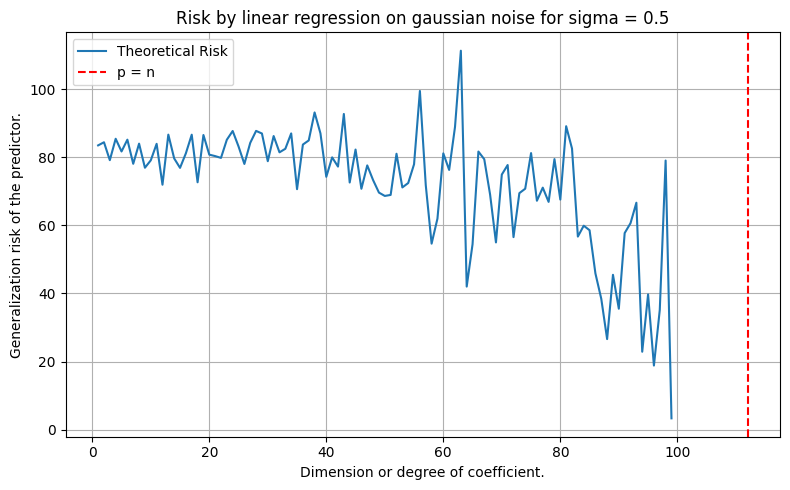 Risk by linear regression on gaussian noise for sigma = 0.5
Theoretical Risk
p = n
Generalization risk of the predictor.
100
80
60
40
20
0
0 20 40 60 80 100
Dimension or degree of coefficient.